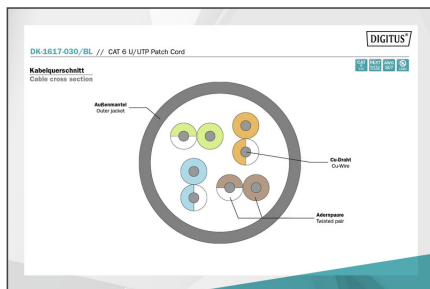 DIGITUS®
DK-1617-030/BL // CAT 6 U/UTP Patch Cord
Kabelquerschnitt
Cable cross section
Außenmantel
Outer jacket
Cu-Draht
Cu-Wire
Adernpaare
Twisted pair